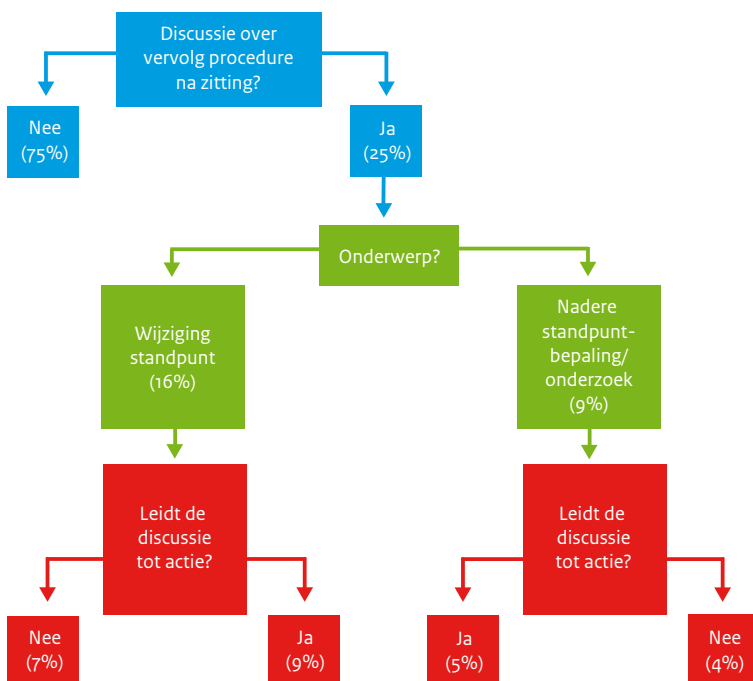 Discussie over
vervolg procedure
na zitting?
Nee
(75%)
Ja
(25%)
Onderwerp?
Wijziging
standpunt
(16%)
Nadere
standpunt-
bepaling/
onderzoek
(9%)
Leidt de
discussie
tot actie?
Leidt de
discussie
tot actie?
Nee
(7%)
Ja
(9%)
Ja
(5%)
Nee
(4%)